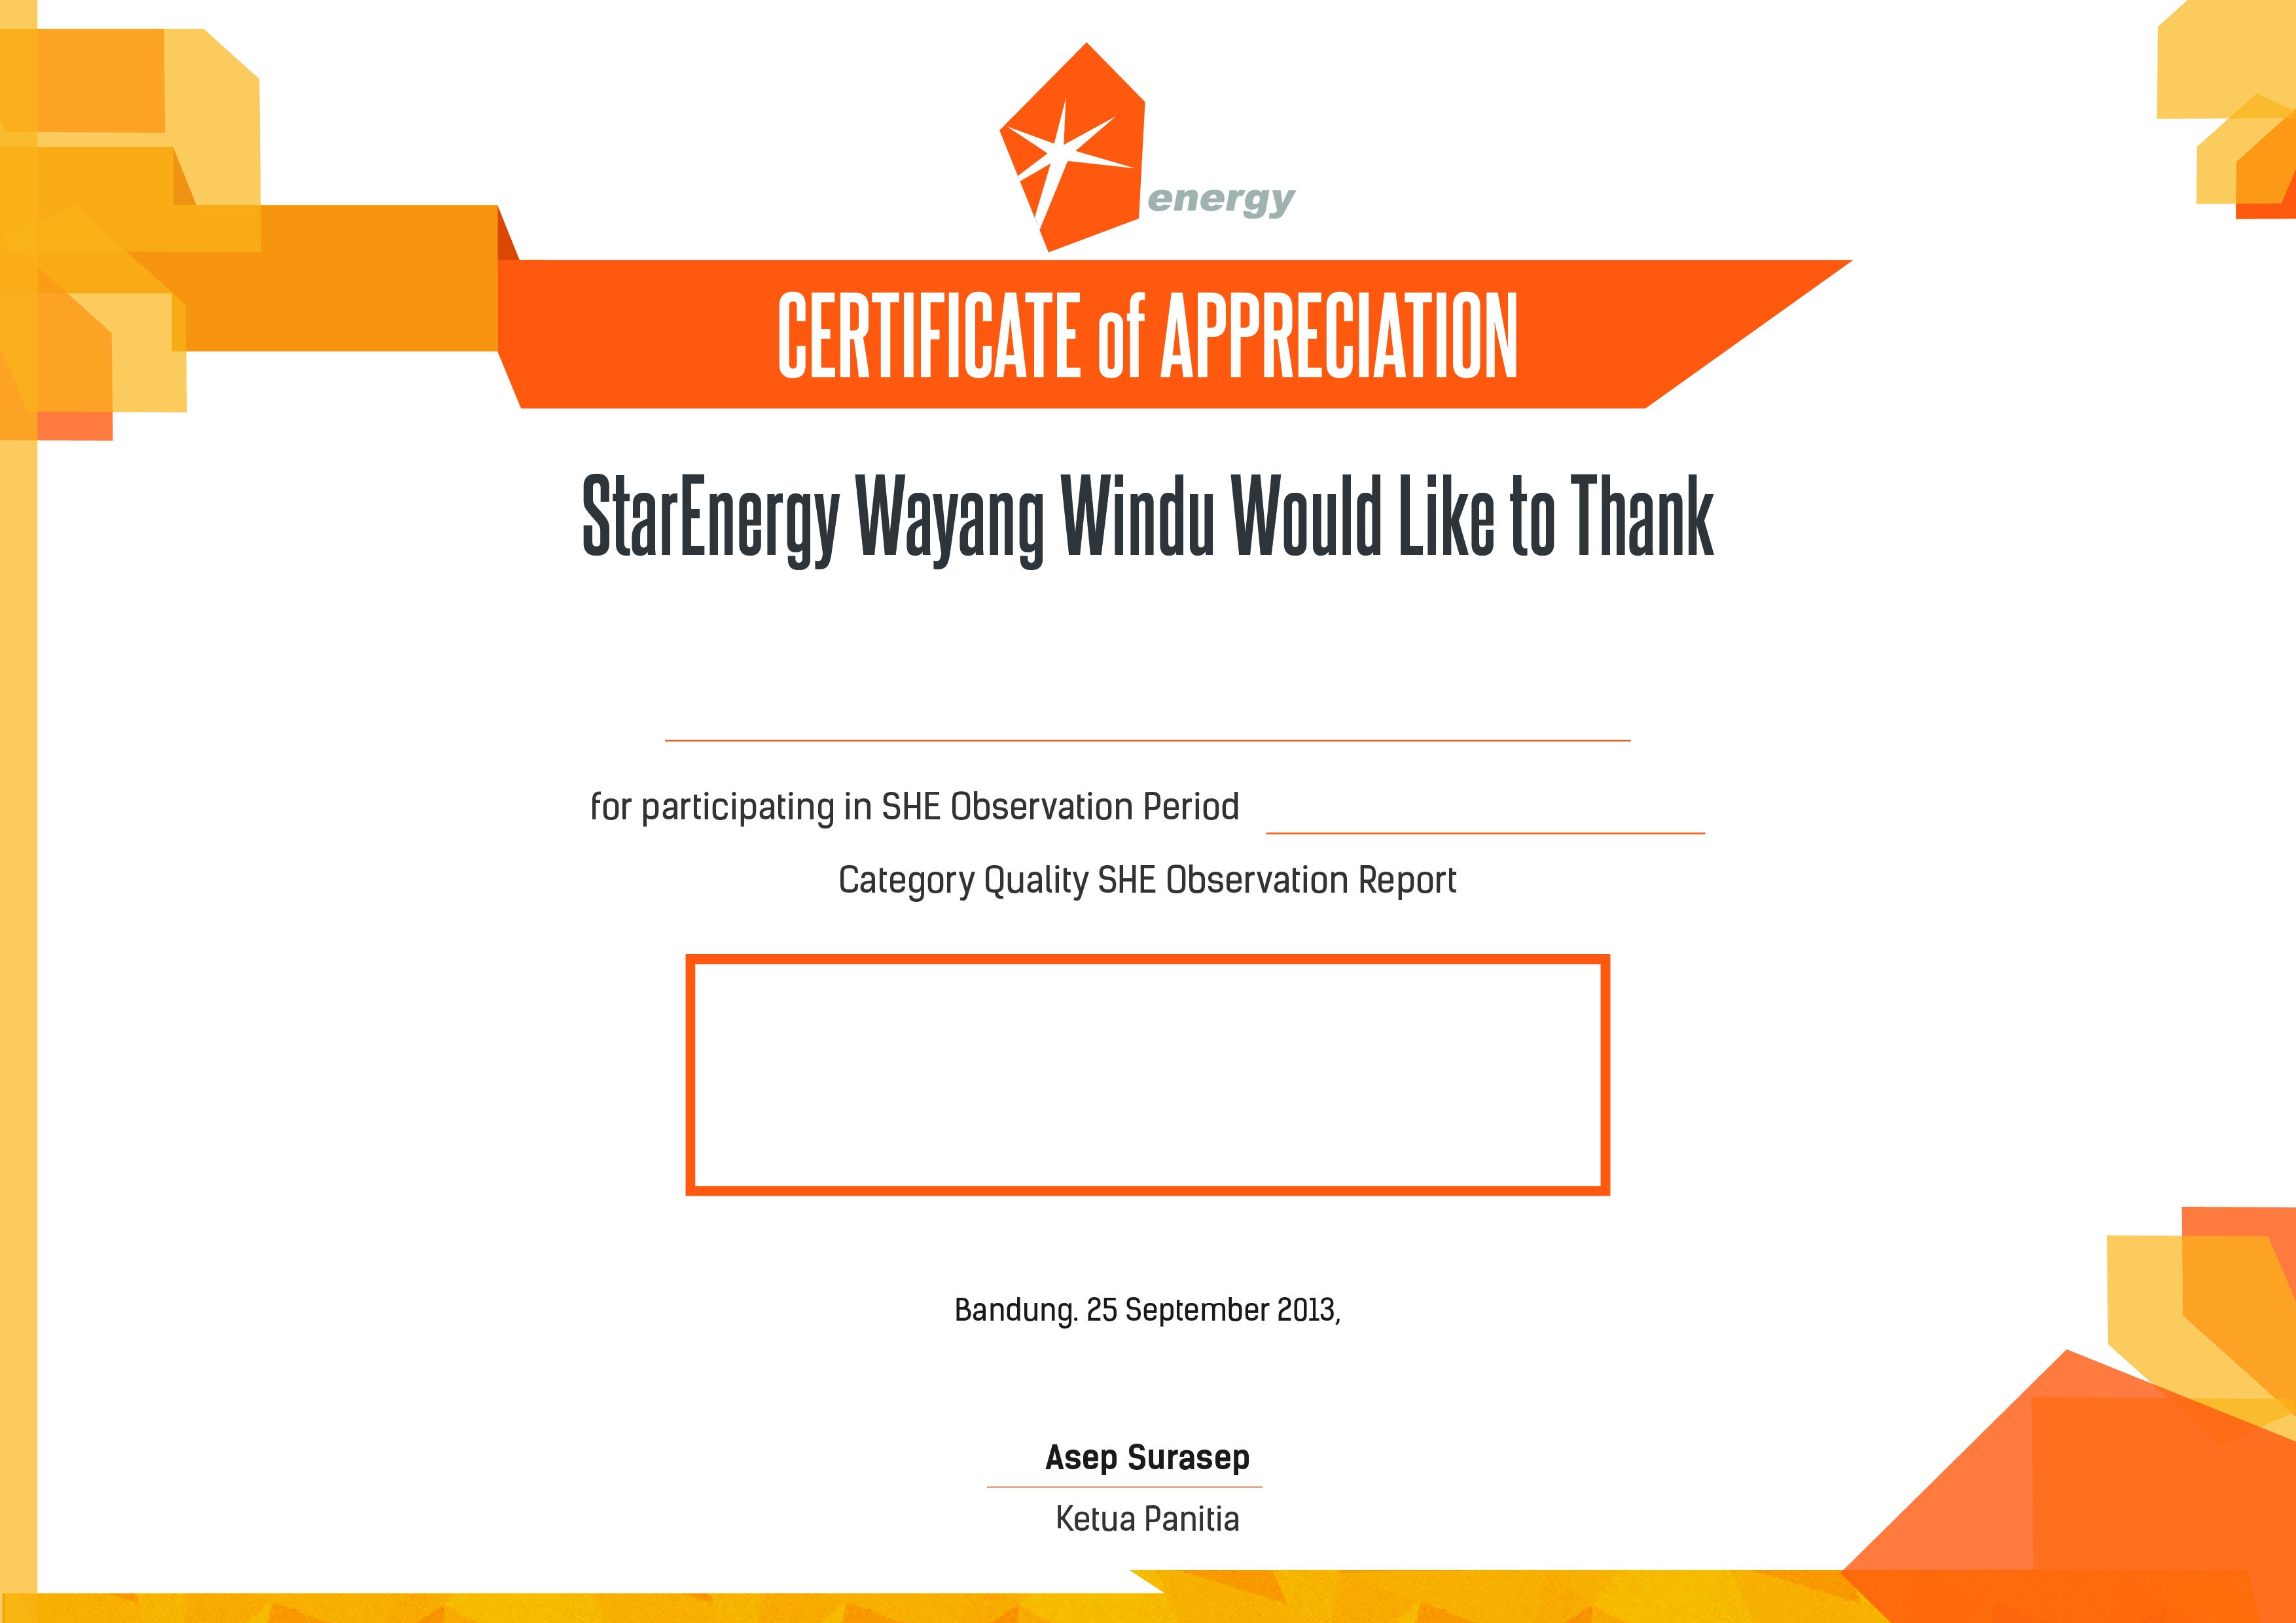 energy
CERTIFICATE of APPRECIATION
StarEnergy Wayang Windu Would Like to Thank
for participating in SHE Observation Period
Category Quality SHE Observation Report
Bandung. 25 September 2013,
Asep Surasep
Ketua Panitia